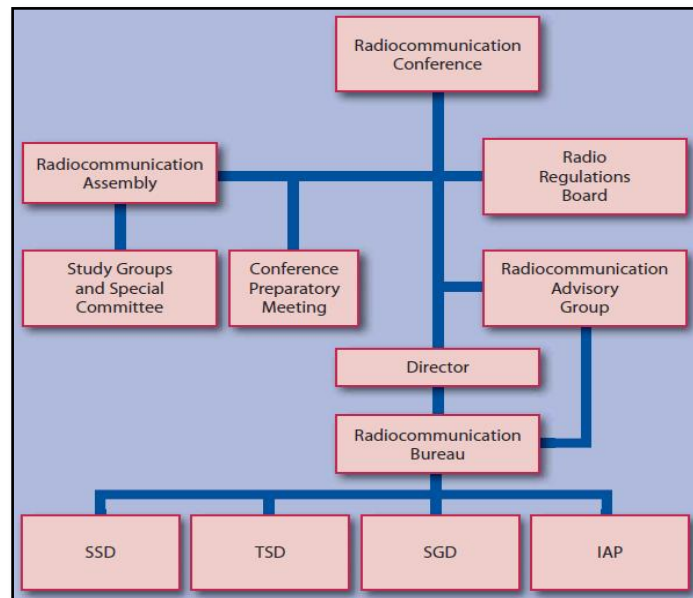 Radiocommunication
Conference
Radiocommunication
Assembly
Radio
Regulations
Board
Study Groups
and Special
Committee
Conference
Preparatory
Meeting
Radiocommunication
Advisory
Group
Director
Radiocommunication
Bureau
SSD
TSD
SGD
IAP